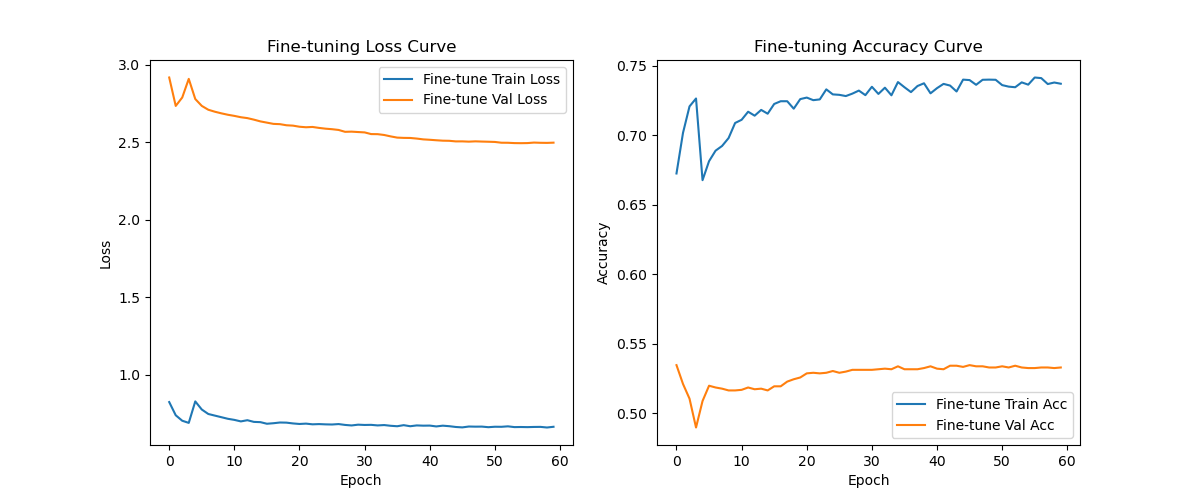 Fine-tuning Loss Curve
3.0
2.5
2.0
1.5
1.0
Loss
0 10 20 30 40 50 60
Epoch
Fine-tune Train Loss
Fine-tune Val Loss
Fine-tuning Accuracy Curve
0.75
0.70
0.65
0.60
0.55
0.50
Accuracy
0 10 20 30 40 50 60
Epoch
Fine-tune Train Acc
Fine-tune Val Acc